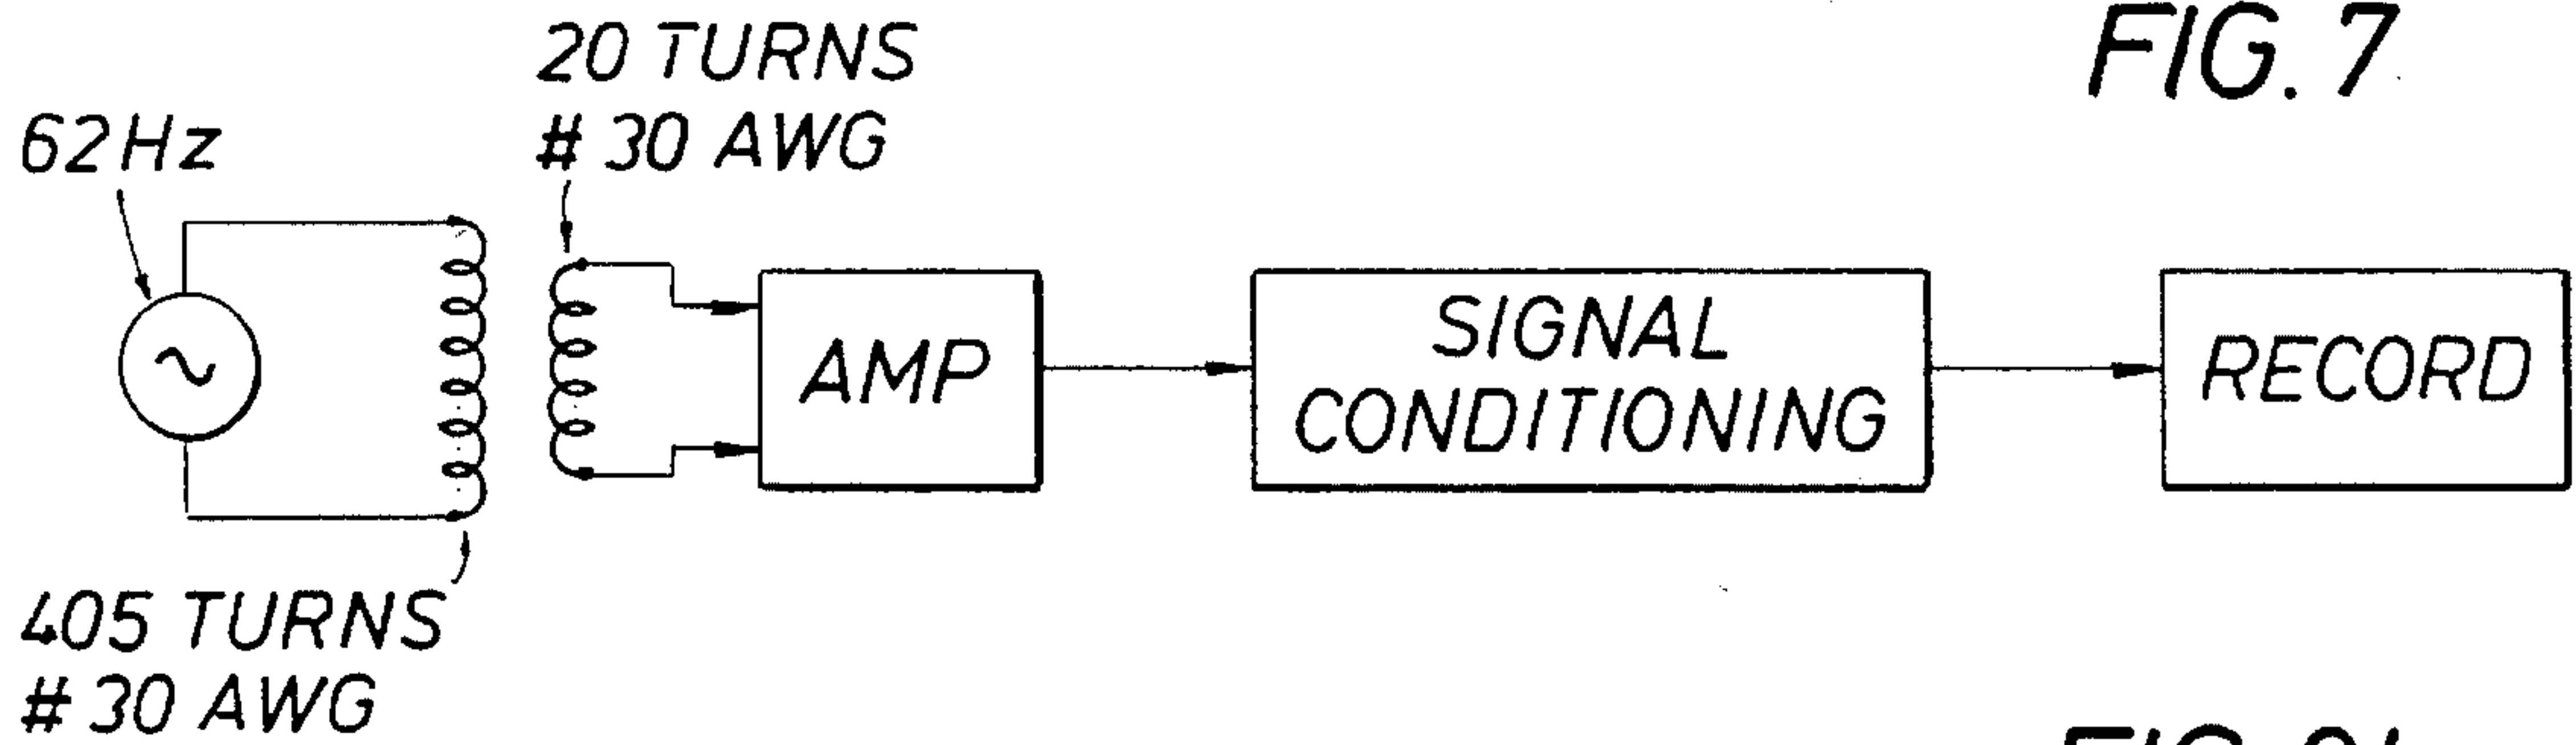 FIG. 7
20 TURNS
# 30 AWG
62 Hz
AMP
SIGNAL
CONDITIONING
RECORD
405 TURNS
# 30 AWG